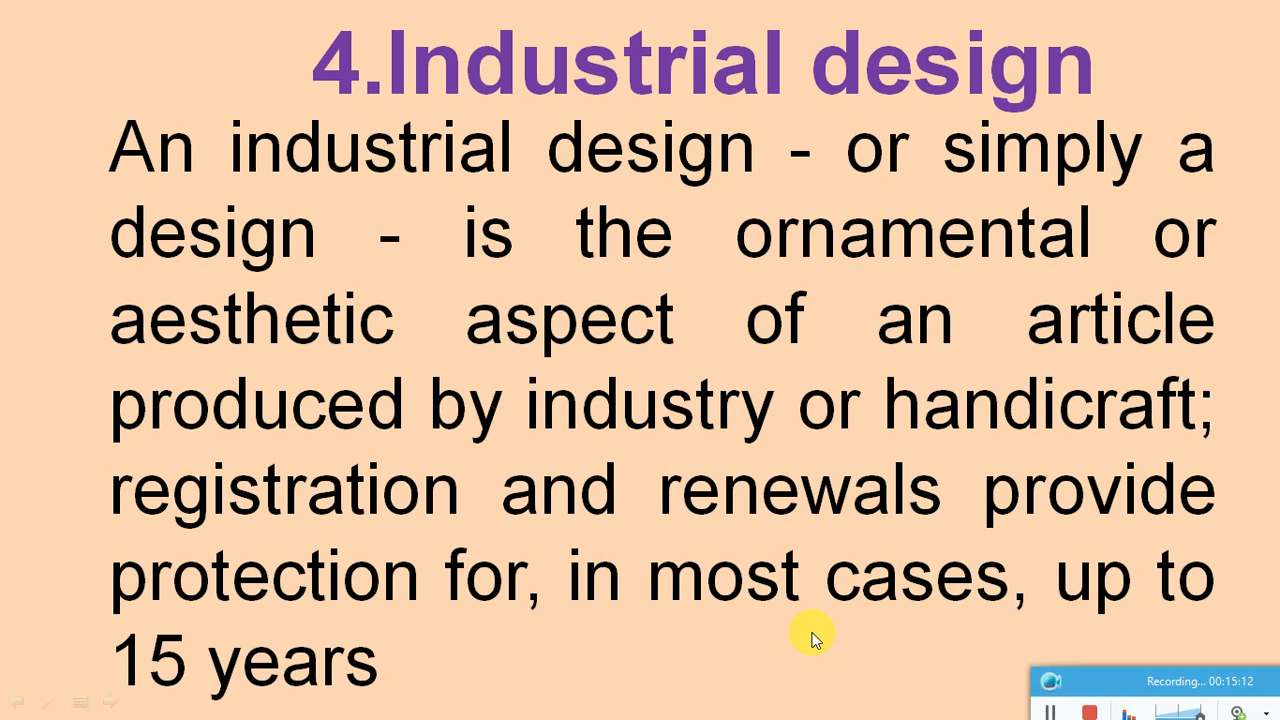 4.Industrial design
An industrial design - or simply a
design - is the ornamental or
aesthetic aspect of an article
produced by industry or handicraft;
registration and renewals provide
protection for, in most cases, up to
15 years
Recording... 00:15:12